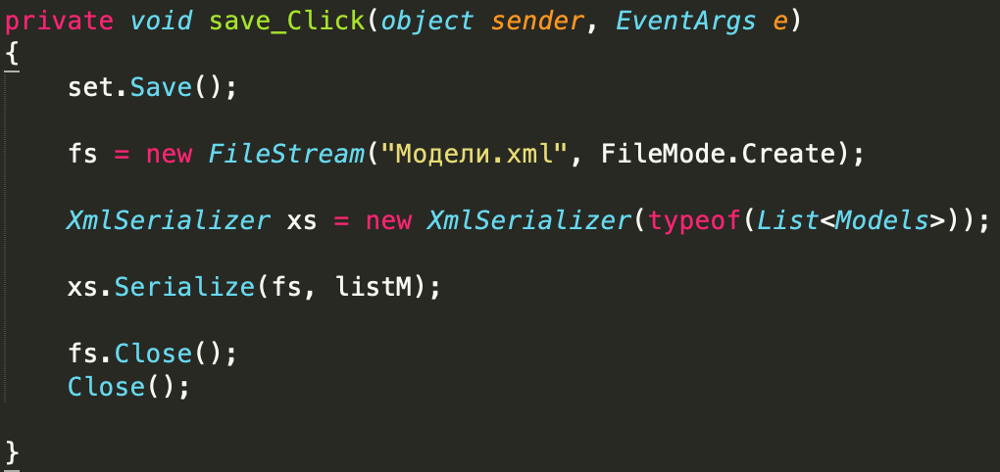 private void save_Click(object sender, EventArgs e)
{
    set.Save();
    fs = new FileStream("Модели.xml", FileMode.Create);
    XmlSerializer xs = new XmlSerializer(typeof(List<Models>));
    xs.Serialize(fs, listM);
    fs.Close();
    Close();
}